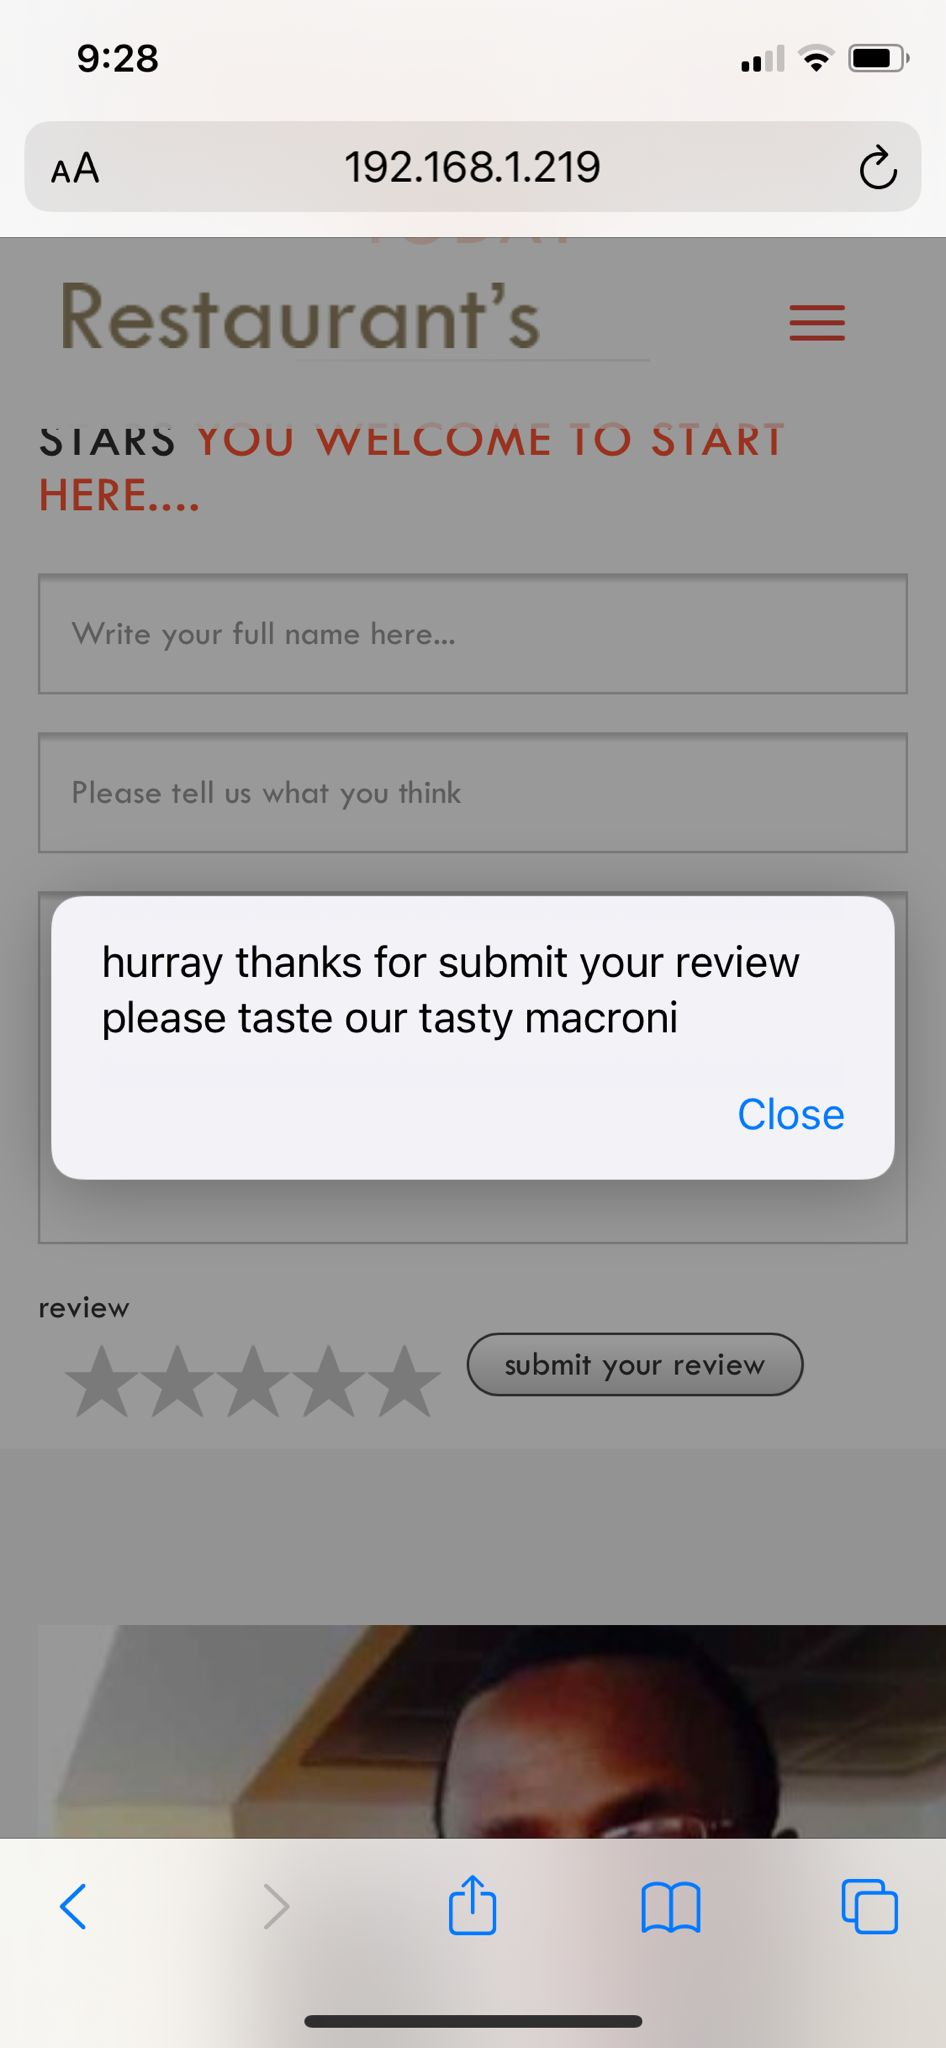 9:28
AA
192.168.1.219
TODAY
Restaurant's
STARS YOU WELCOME TO START
HERE....
Write your full name here...
Please tell us what you think
hurray thanks for submit your review
please taste our tasty macroni
Close
review
submit your review